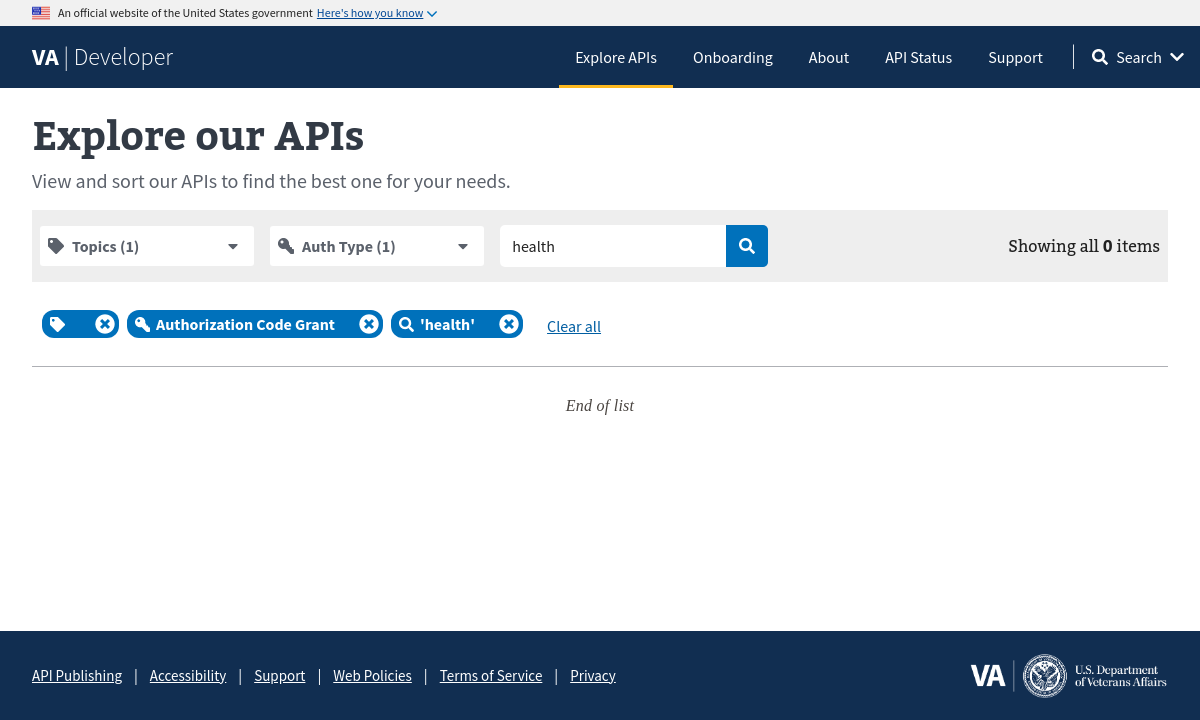 An official website of the United States government Here's how you know
VA | Developer
Explore APIs
Onboarding
About
API Status
Support
Search
Explore our APIs
View and sort our APIs to find the best one for your needs.
Topics (1)
Auth Type (1)
health
Showing all 0 items
Authorization Code Grant
'health'
Clear all
End of list
API Publishing | Accessibility | Support | Web Policies | Terms of Service | Privacy
VA
U.S. Department
of Veterans Affairs